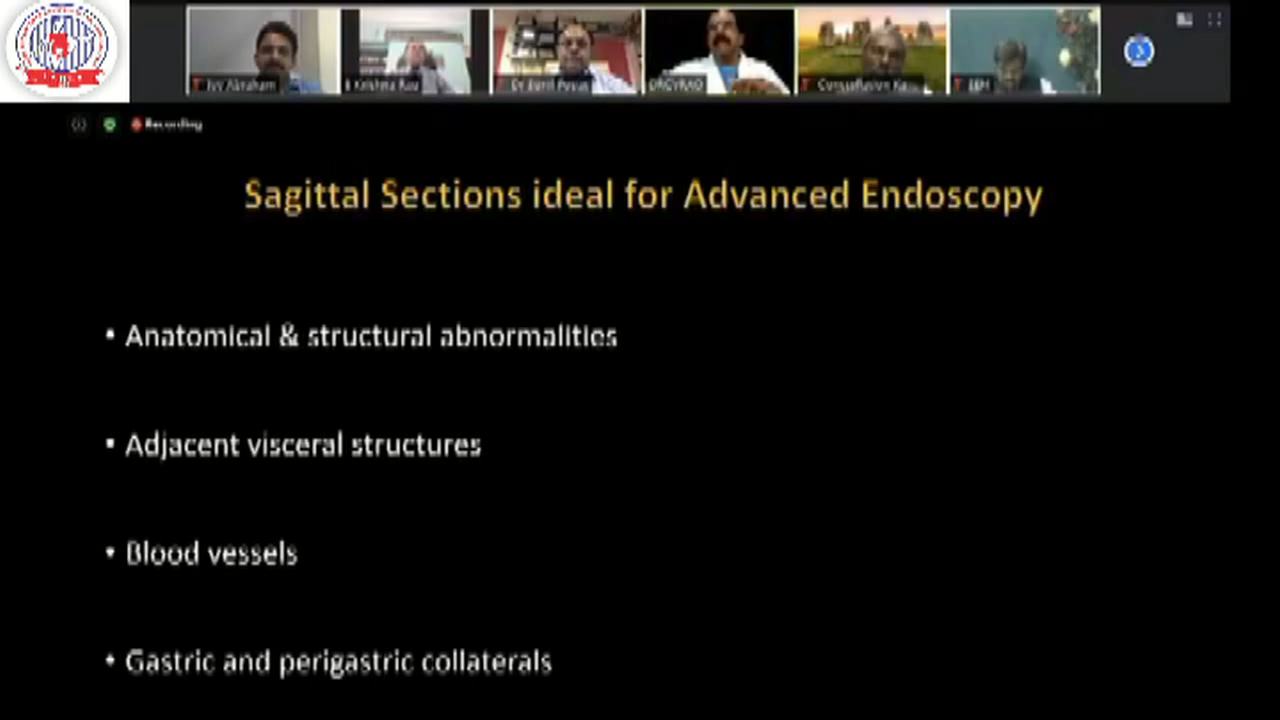 Recording
Sagittal Sections ideal for Advanced Endoscopy
• Anatomical & structural abnormalities
• Adjacent visceral structures
• Blood vessels
• Gastric and perigastric collaterals